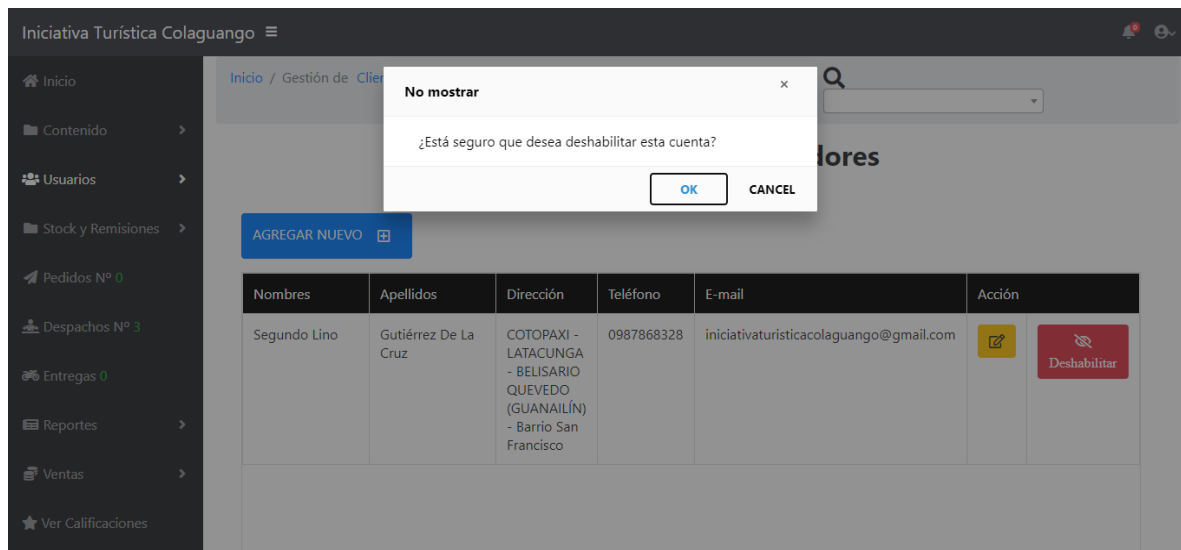 Iniciativa Turística Colaguango
0
Inicio
Contenido
Usuarios
Stock y Remisiones
Pedidos Nº 0
Despachos Nº 3
Entregas 0
Reportes
Ventas
Ver Calificaciones
Inicio / Gestión de Clier
No mostrar
×
¿Está seguro que desea deshabilitar esta cuenta?
OK CANCEL
dores
AGREGAR NUEVO
Nombres Apellidos Dirección Teléfono E-mail Acción
Segundo Lino
Gutiérrez De La
Cruz
COTOPAXI -
LATACUNGA
- BELISARIO
QUEVEDO
(GUANAILÍN)
- Barrio San
Francisco
0987868328
iniciativaturisticacolaguango@gmail.com
Deshabilitar